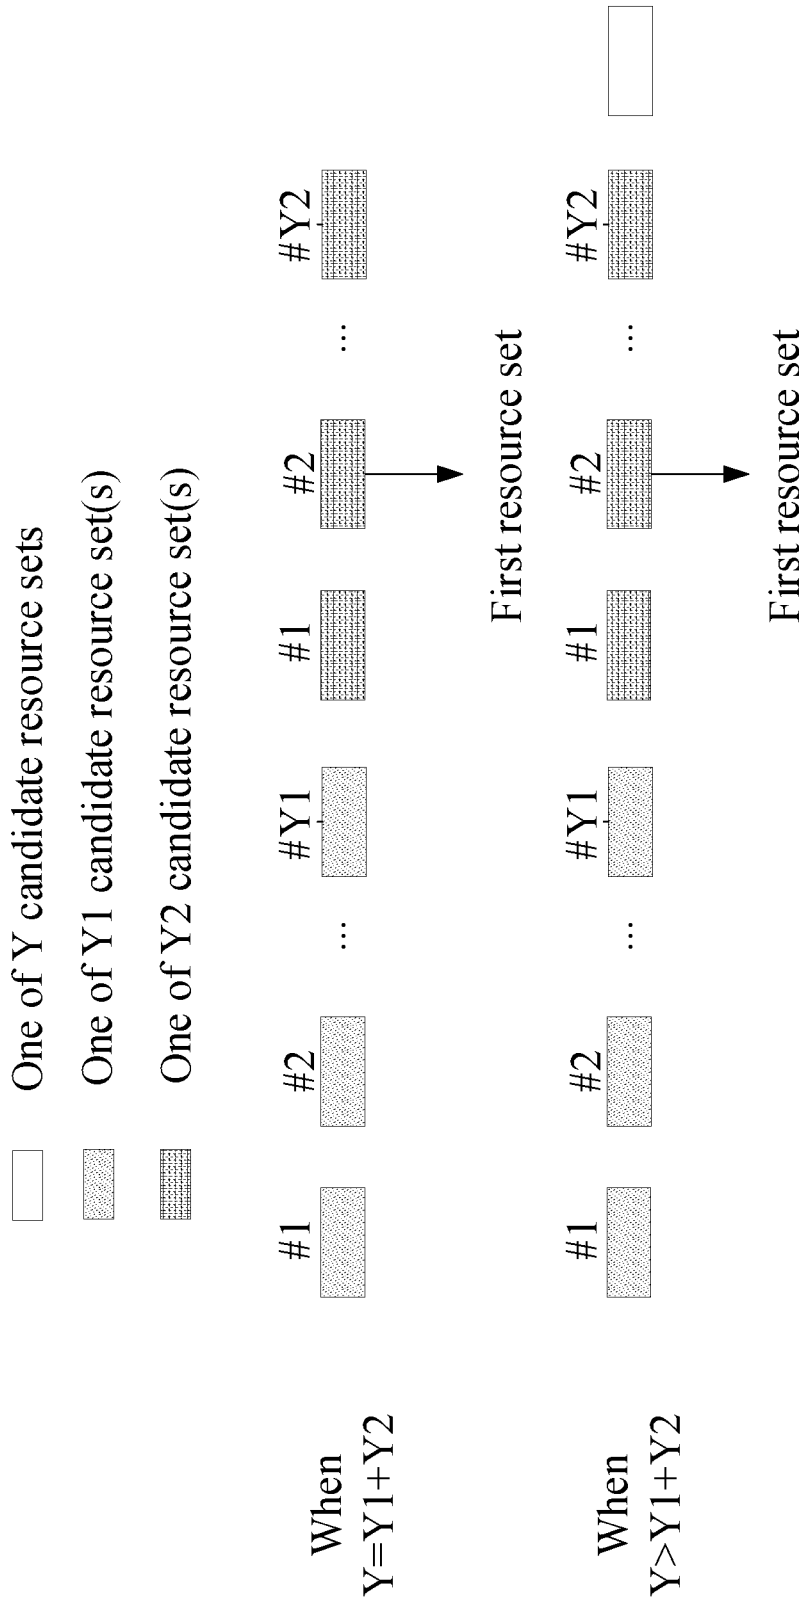 One of Y candidate resource sets
One of Y1 candidate resource set(s)
One of Y2 candidate resource set(s)
When
Y=Y1+Y2
#1 #2 ... #Y1 #1 #2 ... #Y2
First resource set
When
Y>Y1+Y2
#1 #2 ... #Y1 #1 #2 ... #Y2
First resource set